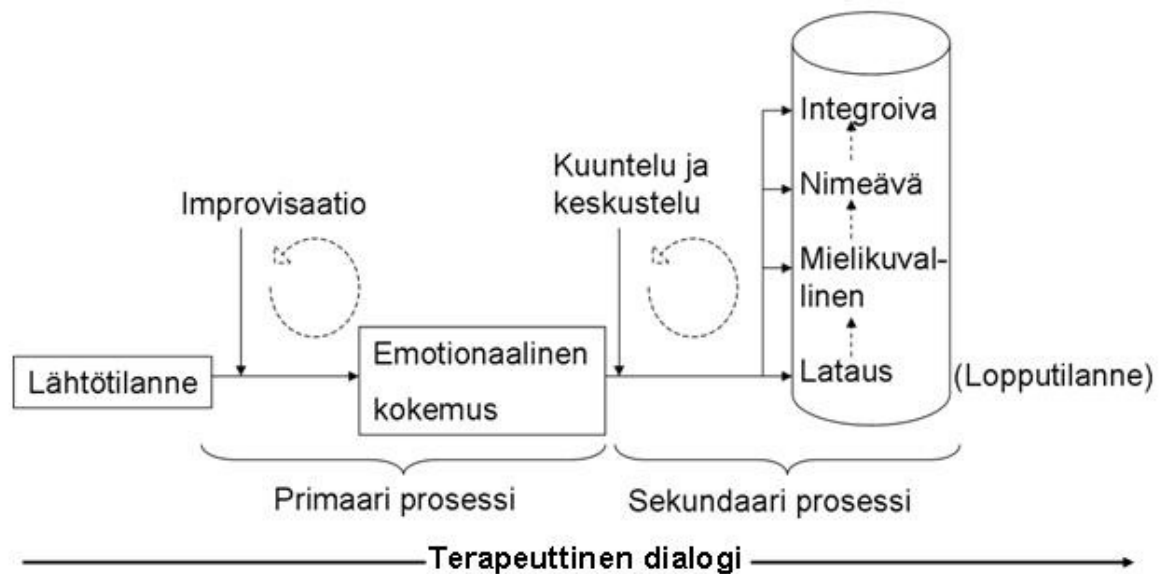 Improvisaatio
Kuuntelu ja
keskustelu
Integroiva
Nimeävä
Mielikuval-
linen
Lataus
Lähtötilanne
Emotionaalinen
kokemus
(Lopputilanne)
Primaari prosessi
Sekundaari prosessi
Terapeuttinen dialogi